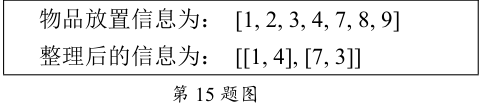 物品放置信息为： [1, 2, 3, 4, 7, 8, 9]
整理后的信息为： [[1, 4], [7, 3]]
第 15 题图